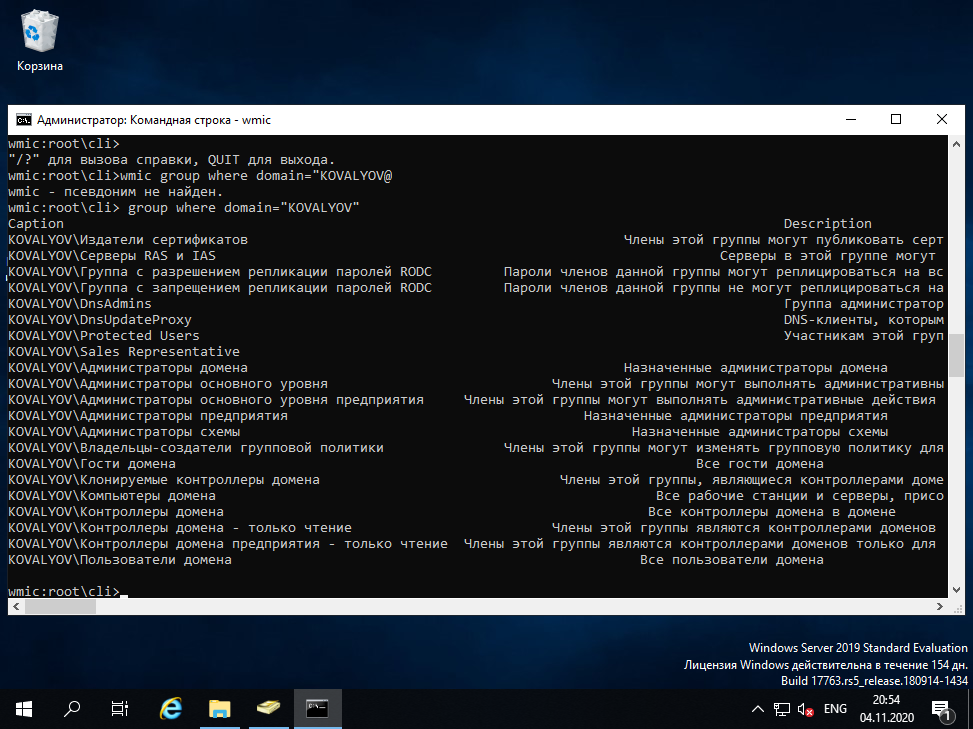 Корзина
Администратор: Командная строка - wmic
wmic:root\cli>
"/?" для вызова справки, QUIT для выхода.
wmic:root\cli>wmic group where domain="KOVALYOV@
wmic - псевдоним не найден.
wmic:root\cli> group where domain="KOVALYOV"
Caption Description
KOVALYOV\Издатели сертификатов Члены этой группы могут публиковать серт
KOVALYOV\Серверы RAS и IAS Серверы в этой группе могут
KOVALYOV\Группа с разрешением репликации паролей RODC Пароли членов данной группы могут реплицироваться на вс
KOVALYOV\Группа с запрещением репликации паролей RODC Пароли членов данной группы не могут реплицироваться на
KOVALYOV\DnsAdmins Группа администратор
KOVALYOV\DnsUpdateProxy DNS-клиенты, которым
KOVALYOV\Protected Users Участникам этой груп
KOVALYOV\Sales Representative
KOVALYOV\Администраторы домена Назначенные администраторы домена
KOVALYOV\Администраторы основного уровня Члены этой группы могут выполнять административны
KOVALYOV\Администраторы основного уровня предприятия Члены этой группы могут выполнять административные действия
KOVALYOV\Администраторы предприятия Назначенные администраторы предприятия
KOVALYOV\Администраторы схемы Назначенные администраторы схемы
KOVALYOV\Владельцы-создатели групповой политики Члены этой группы могут изменять групповую политику для
KOVALYOV\Гости домена Все гости домена
KOVALYOV\Клонируемые контроллеры домена Члены этой группы, являющиеся контроллерами доме
KOVALYOV\Компьютеры домена Все рабочие станции и серверы, присо
KOVALYOV\Контроллеры домена Все контроллеры домена в домене
KOVALYOV\Контроллеры домена - только чтение Члены этой группы являются контроллерами доменов
KOVALYOV\Контроллеры домена предприятия - только чтение Члены этой группы являются контроллерами доменов только для
KOVALYOV\Пользователи домена Все пользователи домена
wmic:root\cli>
Windows Server 2019 Standard Evaluation
Лицензия Windows действительна в течение 154 дн.
Build 17763.rs5_release.180914-1434
ENG
20:54
04.11.2020
1